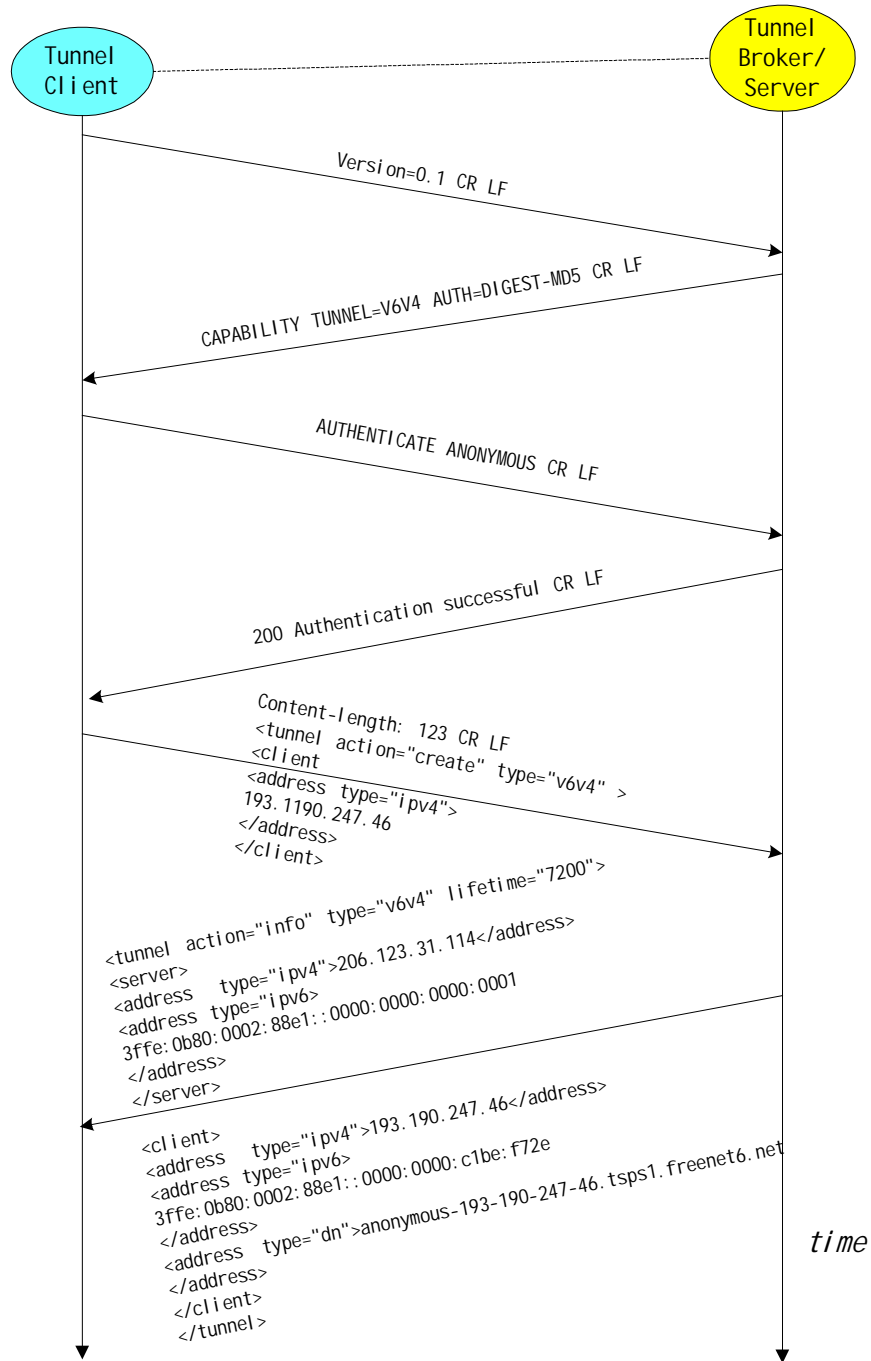 Tunnel
Client
Tunnel
Broker/
Server
Version=0.1 CR LF
CAPABILITY TUNNEL=V6V4 AUTH=DIGEST-MD5 CR LF
AUTHENTICATE ANONYMOUS CR LF
200 Authentication successful CR LF
Content-length: 123 CR LF
<tunnel action="create" type="v6v4" >
<client
<address type="ipv4">
193.1190.247.46
</address>
</client>
<tunnel action="info" type="v6v4" lifetime="7200">
<server>
<address type="ipv4">206.123.31.114</address>
<address type="ipv6>
3ffe:0b80:0002:88e1::0000:0000:0000:0001
</address>
</server>
<client>
<address type="ipv4">193.190.247.46</address>
<address type="ipv6>
3ffe:0b80:0002:88e1::0000:0000:c1be:f72e
</address>
<address type="dn">anonymous-193-190-247-46.tsps1.freenet6.net
</address>
</client>
</tunnel>
time